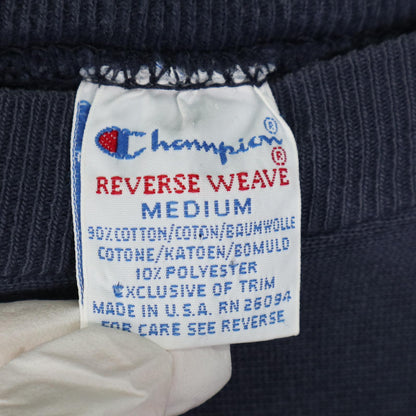 Champion®
REVERSE WEAVE®
MEDIUM
90% COTTON/COTON/BAUMWOLLE
COTONE/KATOEN/BOMULD
10% POLYESTER
EXCLUSIVE OF TRIM
MADE IN U.S.A. RN 26094
FOR CARE SEE REVERSE